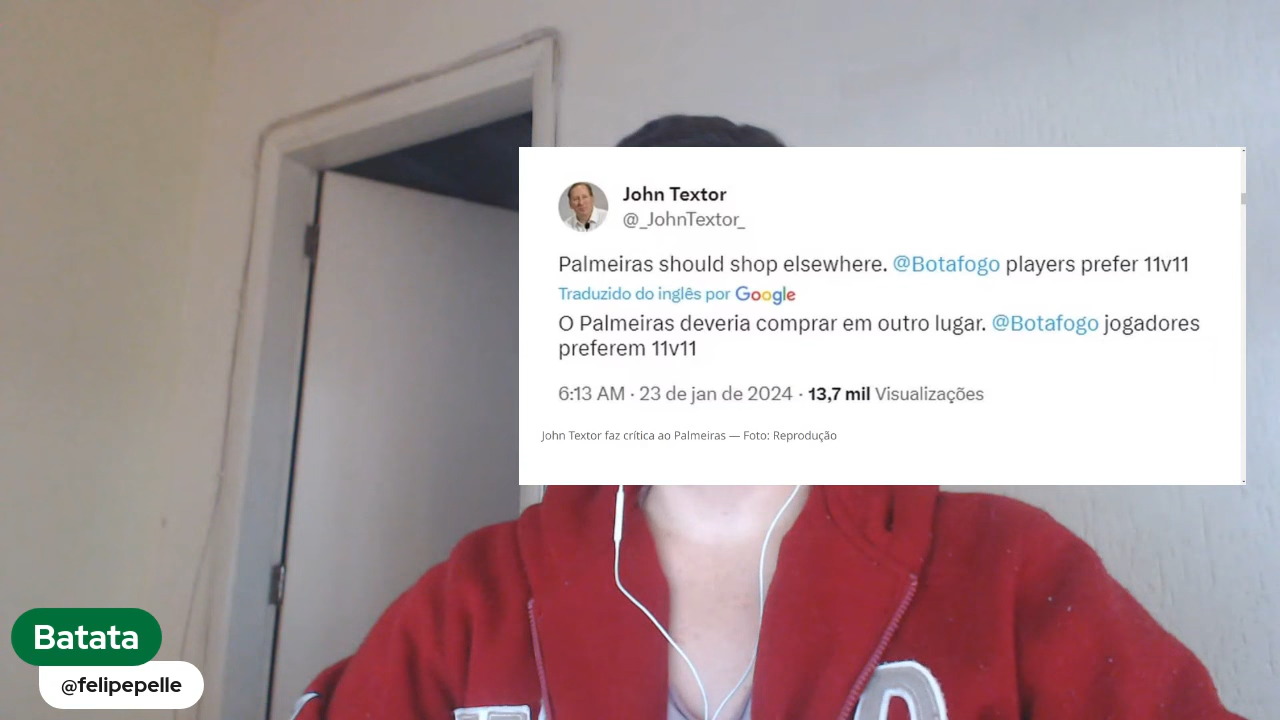 John Textor
@_JohnTextor_
Palmeiras should shop elsewhere. @Botafogo players prefer 11v11
Traduzido do inglês por Google
O Palmeiras deveria comprar em outro lugar. @Botafogo jogadores
preferem 11v11
6:13 AM · 23 de jan de 2024 · 13,7 mil Visualizações
John Textor faz crítica ao Palmeiras — Foto: Reprodução
Batata
@felipepelle